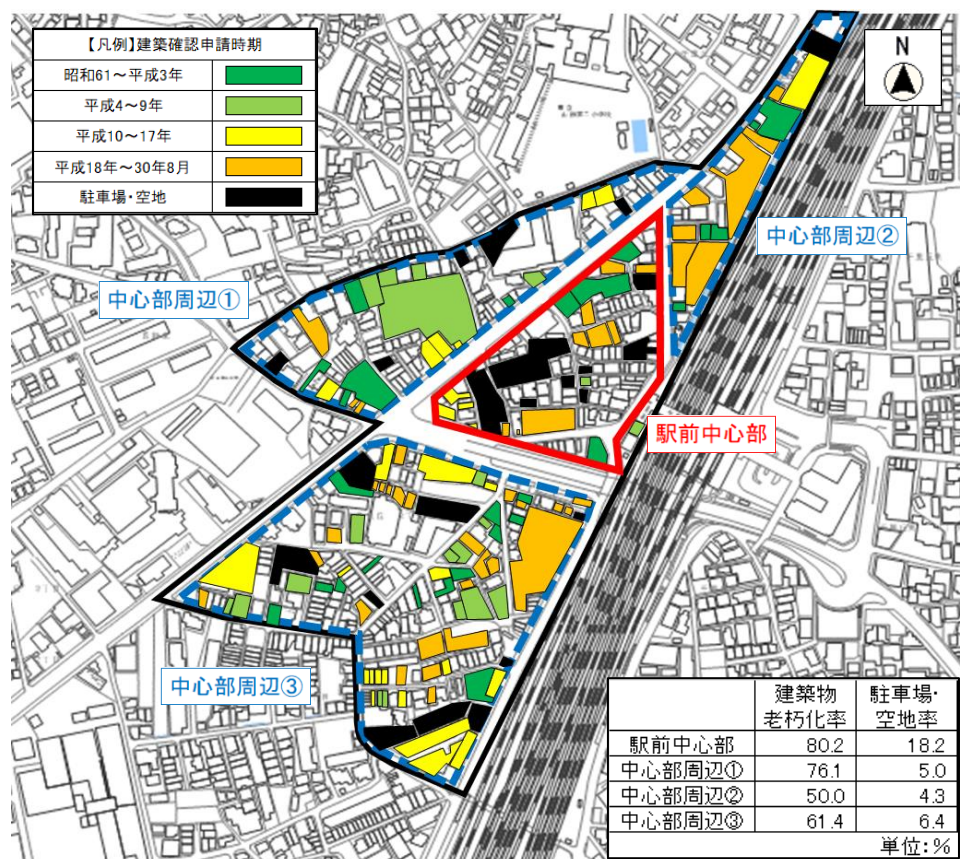 【凡例】建築確認申請時期
昭和61～平成3年
平成4～9年
平成10～17年
平成18年～30年8月
駐車場・空地
N
中心部周辺②
中心部周辺①
駅前中心部
中心部周辺③
建築物 駐車場・
老朽化率 空地率
駅前中心部 80.2 18.2
中心部周辺① 76.1 5.0
中心部周辺② 50.0 4.3
中心部周辺③ 61.4 6.4
単位:％